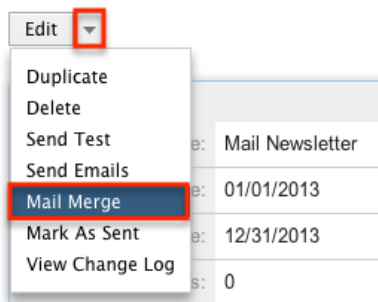 Edit
Duplicate
Delete
Send Test
Send Emails
Mail Merge
Mark As Sent
View Change Log
e: Mail Newsletter
e: 01/01/2013
e: 12/31/2013
s: 0